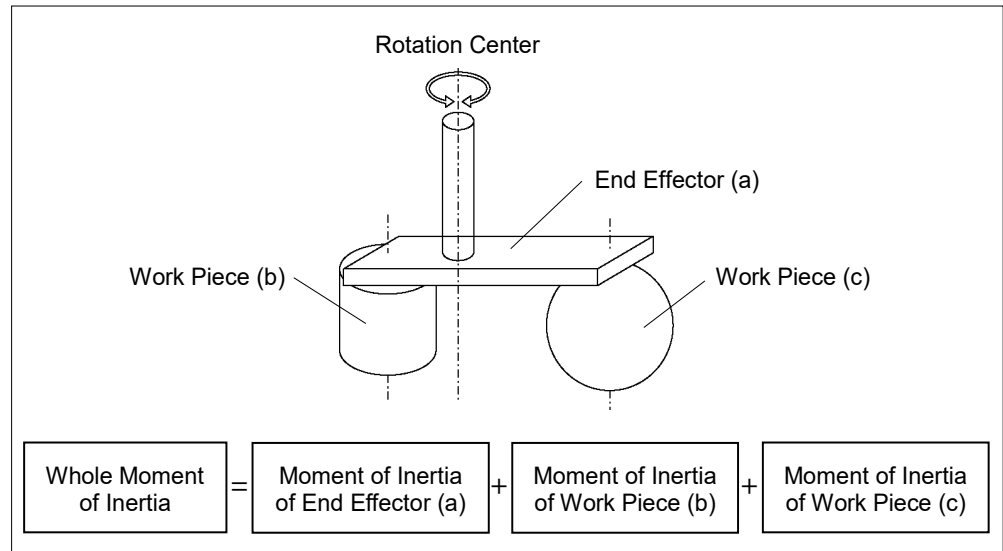 Rotation Center
End Effector (a)
Work Piece (b)
Work Piece (c)
Whole Moment
of Inertia
=
Moment of Inertia
of End Effector (a)
+
Moment of Inertia
of Work Piece (b)
+
Moment of Inertia
of Work Piece (c)